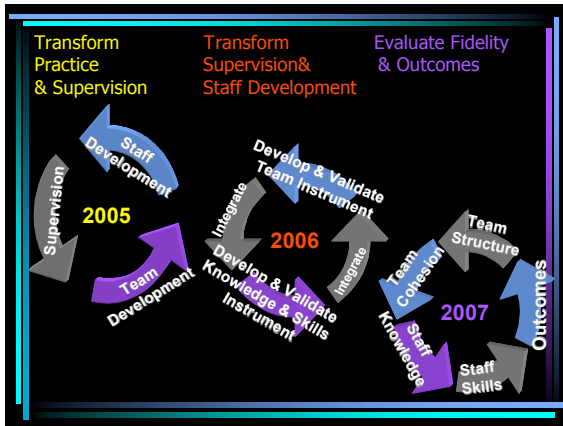 Transform
Practice
& Supervision
Transform
Supervision&
Staff Development
Evaluate Fidelity
& Outcomes
Staff
Development
Supervision
2005
Team
Development
Develop & Validate
Team Instrument
Integrate
2006
Integrate
Develop & Validate
Knowledge & Skills
Instrument
Team
Structure
Team
Cohesion
2007
Outcomes
Staff
Knowledge
Staff
Skills